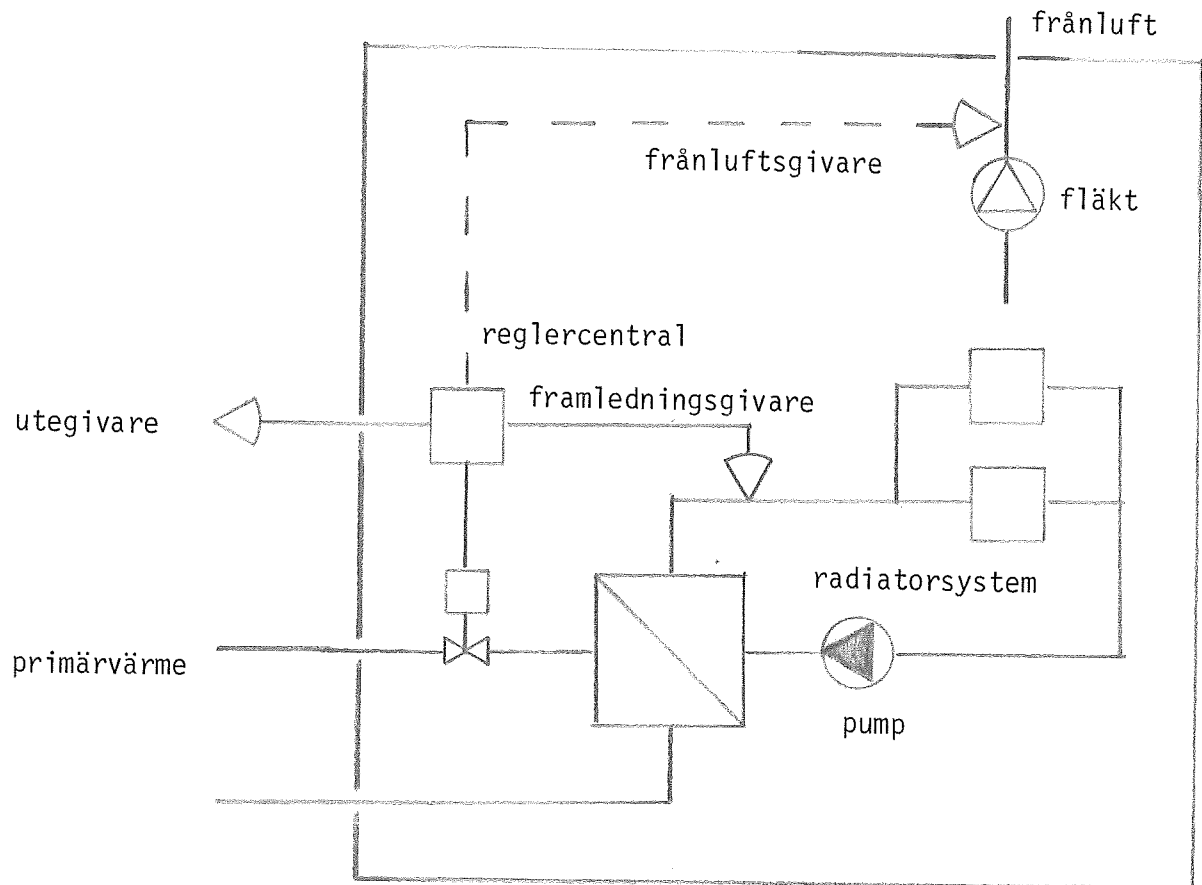 frånluft
frånluftsgivare
fläkt
reglercentral
framledningsgivare
utegivare
radiatorsystem
primärvärme
pump